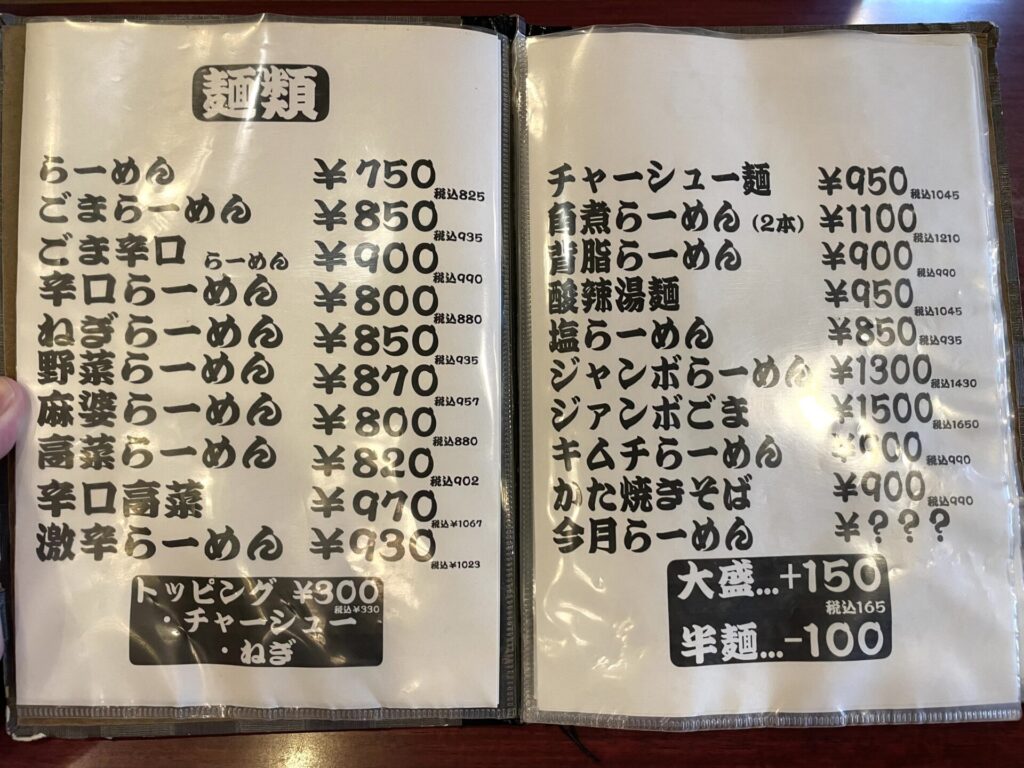 麺類
らーめん ¥750 税込825
ごまらーめん ¥850 税込935
ごま辛口 らーめん ¥900 税込990
辛口らーめん ¥800 税込880
ねぎらーめん ¥850 税込935
野菜らーめん ¥870 税込957
麻婆らーめん ¥800 税込880
高菜らーめん ¥820 税込902
辛口高菜 ¥970 税込¥1067
激辛らーめん ¥930 税込¥1023
トッピング ¥300 税込¥330
・チャーシュー
・ねぎ
チャーシュー麺 ¥950 税込1045
角煮らーめん (2本) ¥1100 税込1210
背脂らーめん ¥900 税込990
酸辣湯麺 ¥950 税込1045
塩らーめん ¥850 税込935
ジャンボらーめん ¥1300 税込1430
ジァンボごま ¥1500 税込1650
キムチらーめん ¥900 税込990
かた焼きそば ¥900 税込990
今月らーめん ¥???
大盛...+150
税込165
半麺...-100